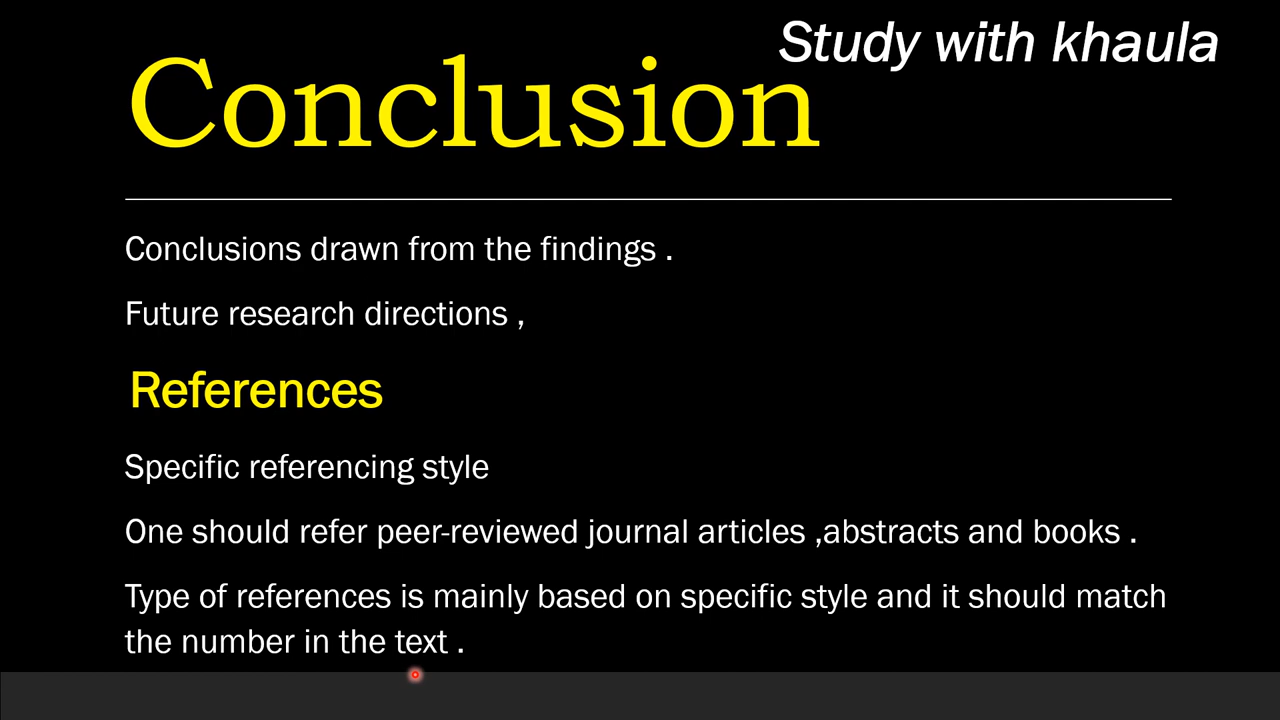 Study with khaula
Conclusion
Conclusions drawn from the findings .
Future research directions ,
References
Specific referencing style
One should refer peer-reviewed journal articles ,abstracts and books .
Type of references is mainly based on specific style and it should match
the number in the text .